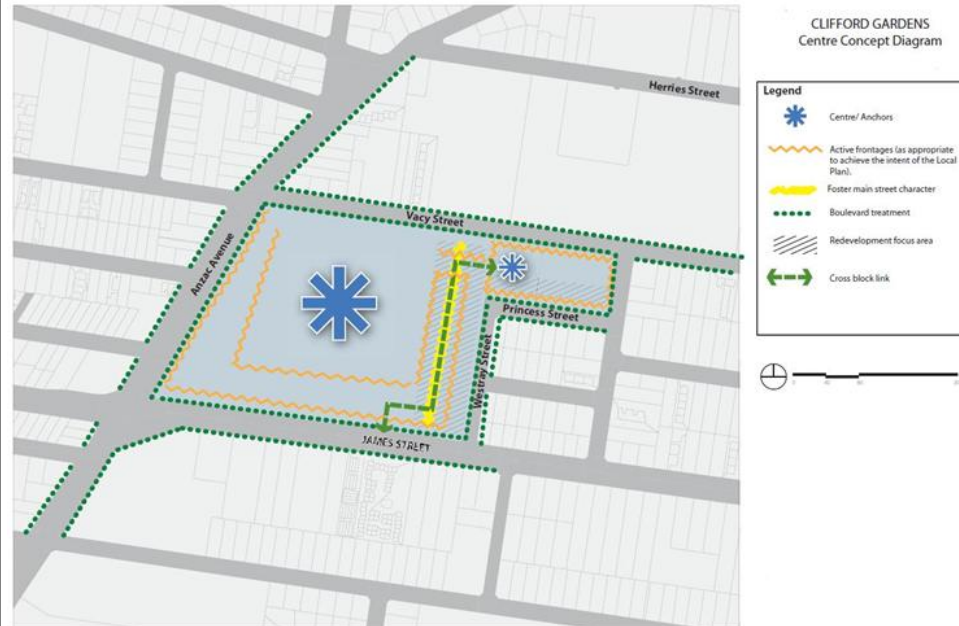 CLIFFORD GARDENS
Centre Concept Diagram
Legend
Centre/ Anchors
Active frontages (as appropriate
to achieve the intent of the Local
Plan).
Foster main street character
Boulevard treatment
Redevelopment focus area
Cross block link
Herries Street
Vacy Street
Anzac Avenue
Princess Street
Westray Street
JAMES STREET